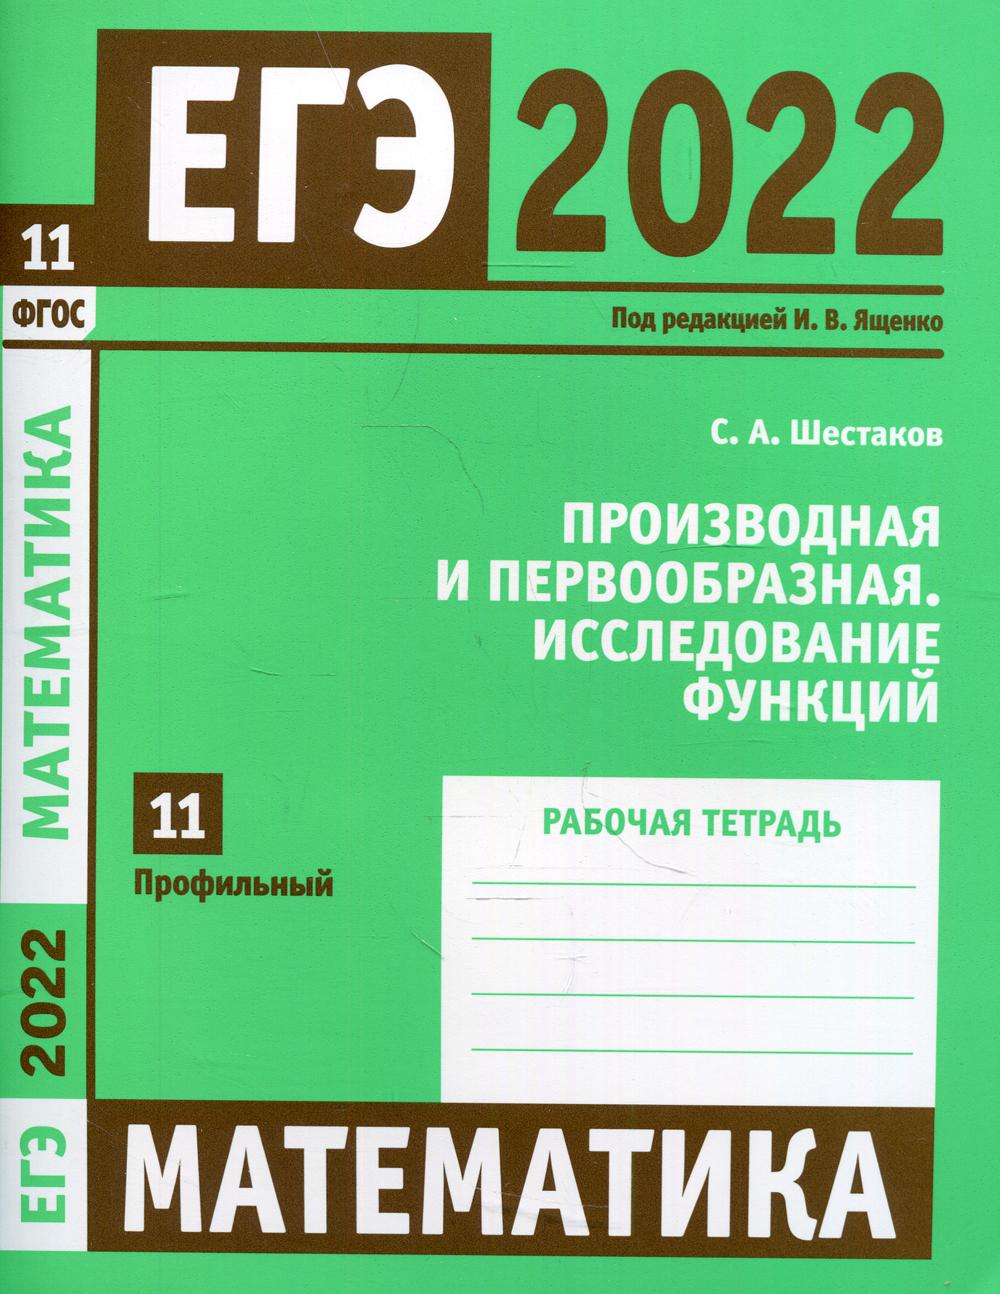 ЕГЭ 2022
11
ФГОС
Под редакцией И. В. Ященко
МАТЕМАТИКА
С. А. Шестаков
ПРОИЗВОДНАЯ
И ПЕРВООБРАЗНАЯ.
ИССЛЕДОВАНИЕ
ФУНКЦИЙ
11
Профильный
РАБОЧАЯ ТЕТРАДЬ
2022
ЕГЭ
МАТЕМАТИКА